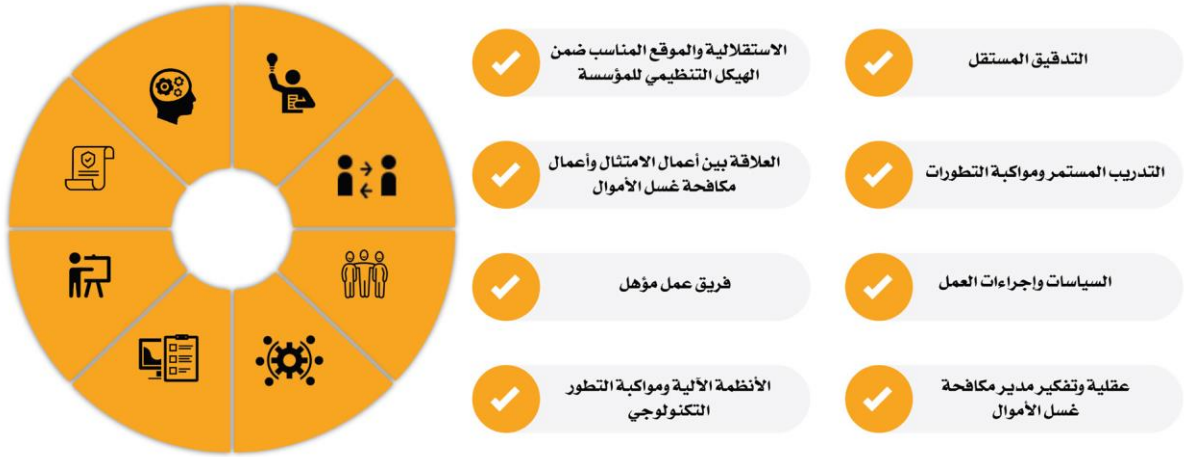 التدقيق المستقل
الاستقلالية والموقع المناسب ضمن
الهيكل التنظيمي للمؤسسة
التدريب المستمر ومواكبة التطورات
العلاقة بين أعمال الامتثال وأعمال
مكافحة غسل الأموال
السياسات وإجراءات العمل
فريق عمل مؤهل
عقلية وتفكير مدير مكافحة
غسل الأموال
الأنظمة الآلية ومواكبة التطور
التكنولوجي